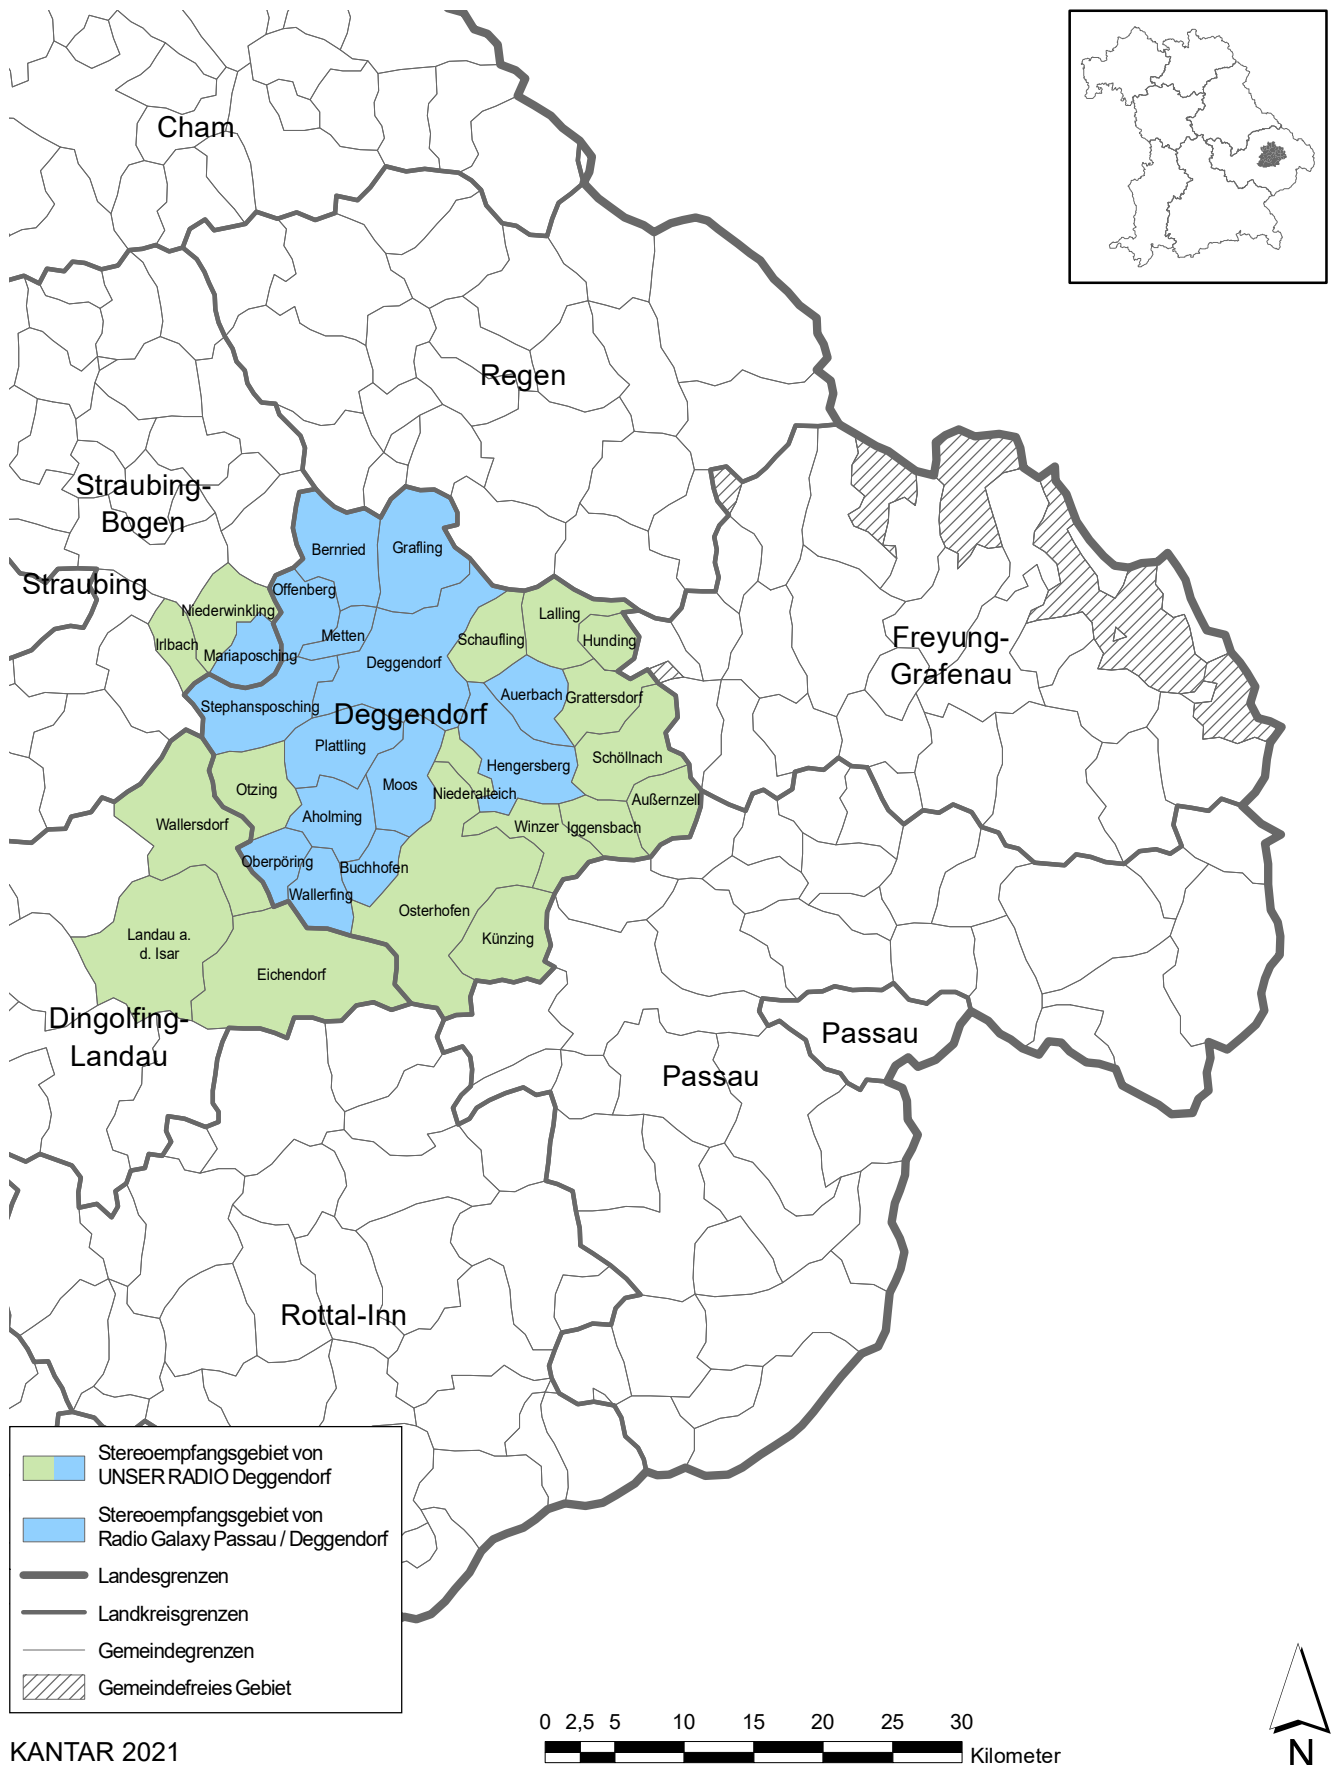 Cham
Regen
Straubing-
Bogen
Straubing
Bernried
Grafling
Offenberg
Niederwinkling
Lalling
Irlbach
Metten
Schaufling
Hunding
Mariaposching
Deggendorf
Freyung-
Grafenau
Auerbach
Grattersdorf
Stephansposching
Deggendorf
Plattling
Schöllnach
Hengersberg
Otzing
Moos
Niederalteich
Außernzell
Aholming
Wallersdorf
Winzer
Iggensbach
Oberpöring
Buchhofen
Wallerfing
Osterhofen
Landau a.
d. Isar
Künzing
Eichendorf
Dingolfing-
Landau
Passau
Passau
Rottal-Inn
Stereoempfangsgebiet von
UNSER RADIO Deggendorf
Stereoempfangsgebiet von
Radio Galaxy Passau / Deggendorf
Landesgrenzen
Landkreisgrenzen
Gemeindegrenzen
Gemeindefreies Gebiet
0 2,5 5 10 15 20 25 30
Kilometer
N
KANTAR 2021